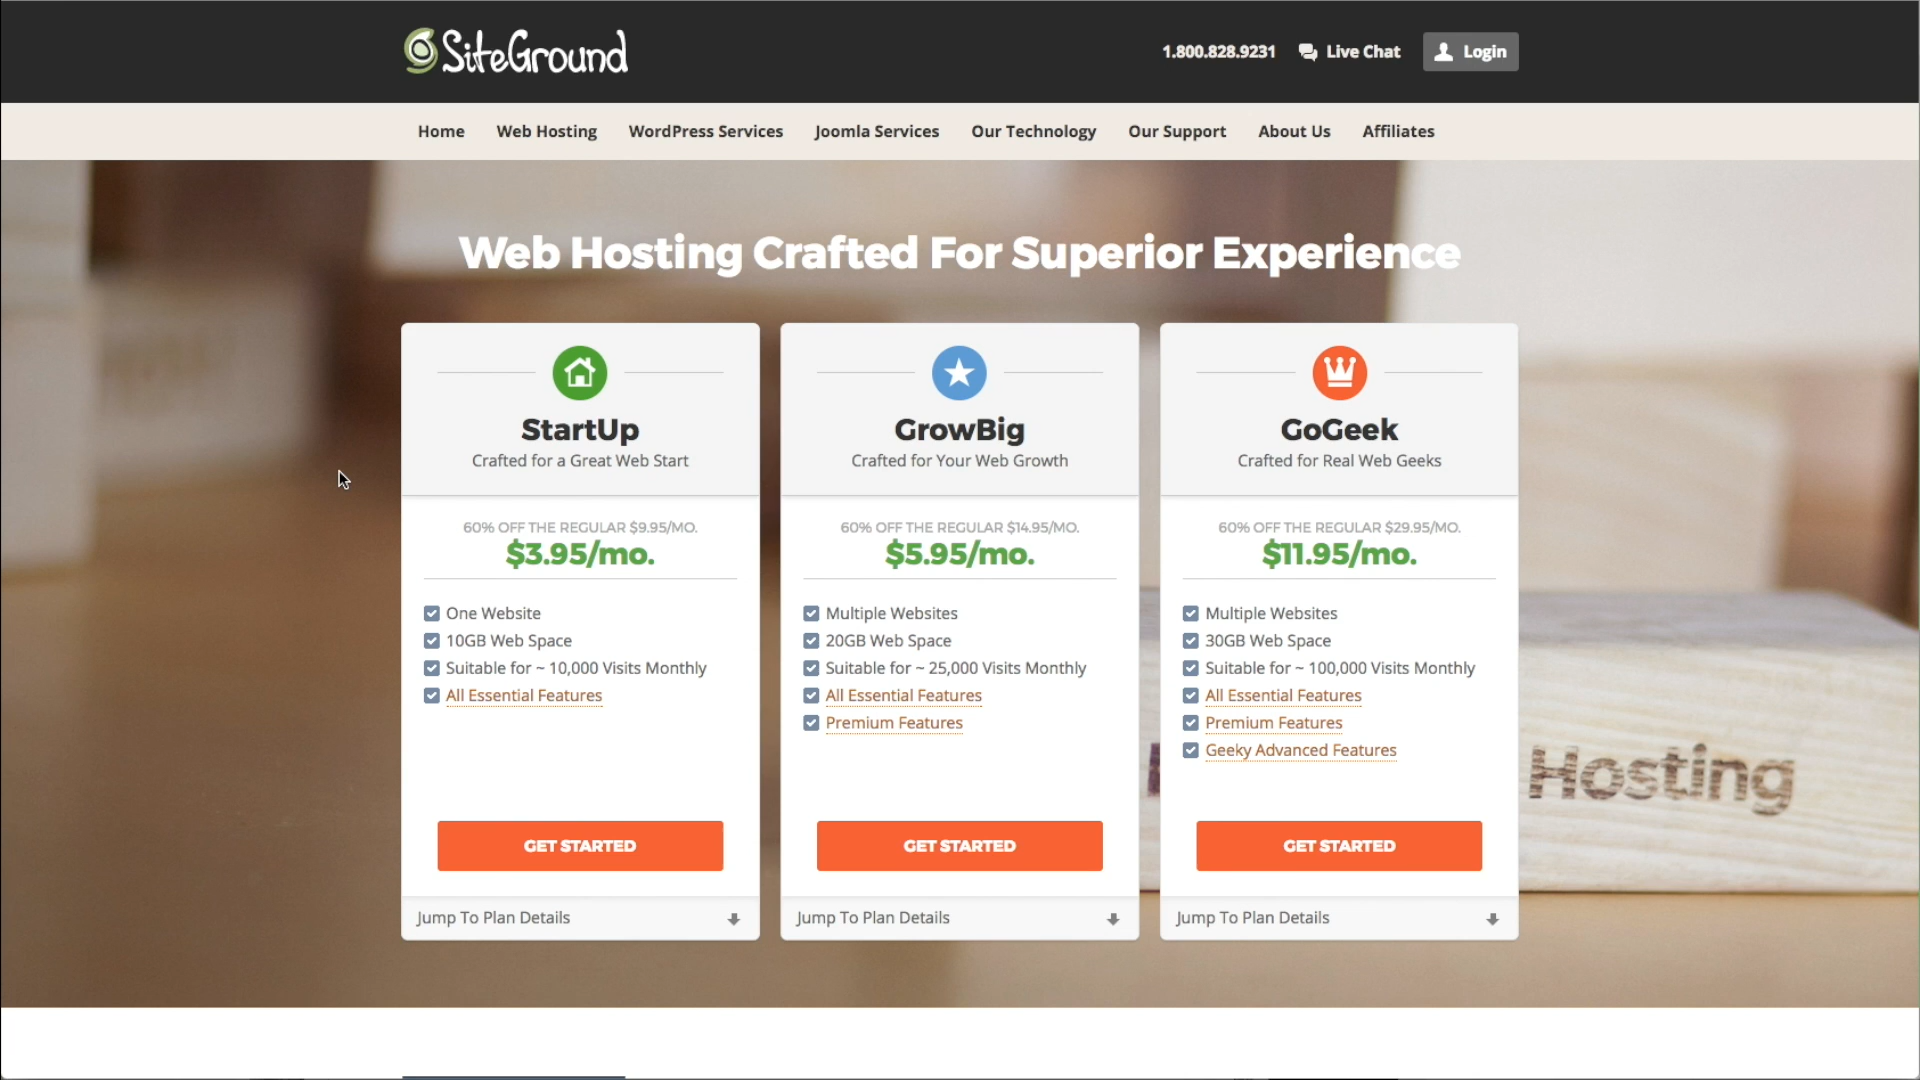 SiteGround
1.800.828.9231 Live Chat Login
Home Web Hosting WordPress Services Joomla Services Our Technology Our Support About Us Affiliates
Web Hosting Crafted For Superior Experience
StartUp
Crafted for a Great Web Start
60% OFF THE REGULAR $9.95/MO.
$3.95/mo.
One Website
10GB Web Space
Suitable for ~ 10,000 Visits Monthly
All Essential Features
GET STARTED
Jump To Plan Details
GrowBig
Crafted for Your Web Growth
60% OFF THE REGULAR $14.95/MO.
$5.95/mo.
Multiple Websites
20GB Web Space
Suitable for ~ 25,000 Visits Monthly
All Essential Features
Premium Features
GET STARTED
Jump To Plan Details
GoGeek
Crafted for Real Web Geeks
60% OFF THE REGULAR $29.95/MO.
$11.95/mo.
Multiple Websites
30GB Web Space
Suitable for ~ 100,000 Visits Monthly
All Essential Features
Premium Features
Geeky Advanced Features
GET STARTED
Jump To Plan Details
Hosting